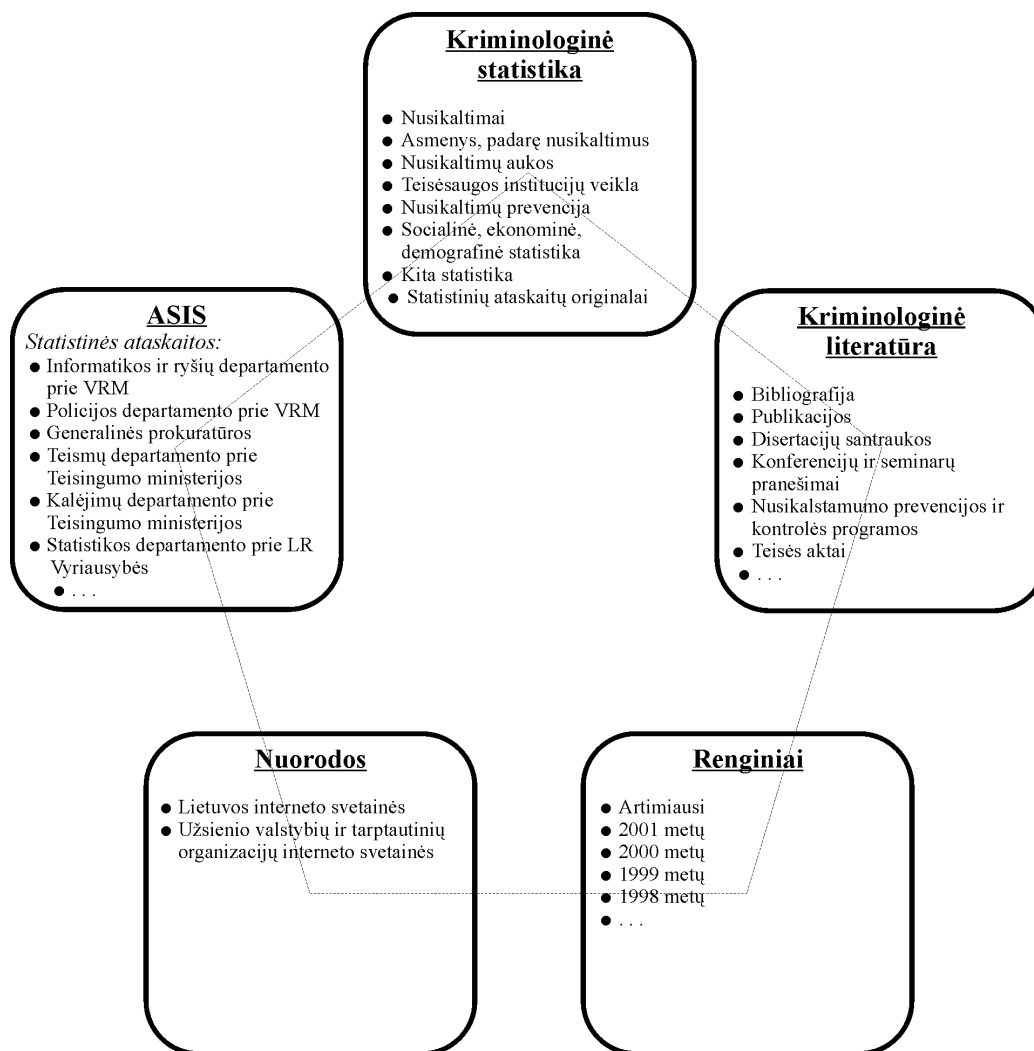 Kriminologinė
statistika
● Nusikaltimai
● Asmenys, padarę nusikaltimus
● Nusikaltimų aukos
● Teisėsaugos institucijų veikla
● Nusikaltimų prevencija
● Socialinė, ekonominė,
demografinė statistika
● Kita statistika
● Statistinių ataskaitų originalai
ASIS
Statistinės ataskaitos:
● Informatikos ir ryšių departamento
prie VRM
● Policijos departamento prie VRM
● Generalinės prokuratūros
● Teismų departamento prie
Teisingumo ministerijos
● Kalėjimų departamento prie
Teisingumo ministerijos
● Statistikos departamento prie LR
Vyriausybės
● . . .
Kriminologinė
literatūra
● Bibliografija
● Publikacijos
● Disertacijų santraukos
● Konferencijų ir seminarų
pranešimai
● Nusikalstamumo prevencijos ir
kontrolės programos
● Teisės aktai
● . . .
Nuorodos
● Lietuvos interneto svetainės
● Užsienio valstybių ir tarptautinių
organizacijų interneto svetainės
Renginiai
● Artimiausi
● 2001 metų
● 2000 metų
● 1999 metų
● 1998 metų
● . . .